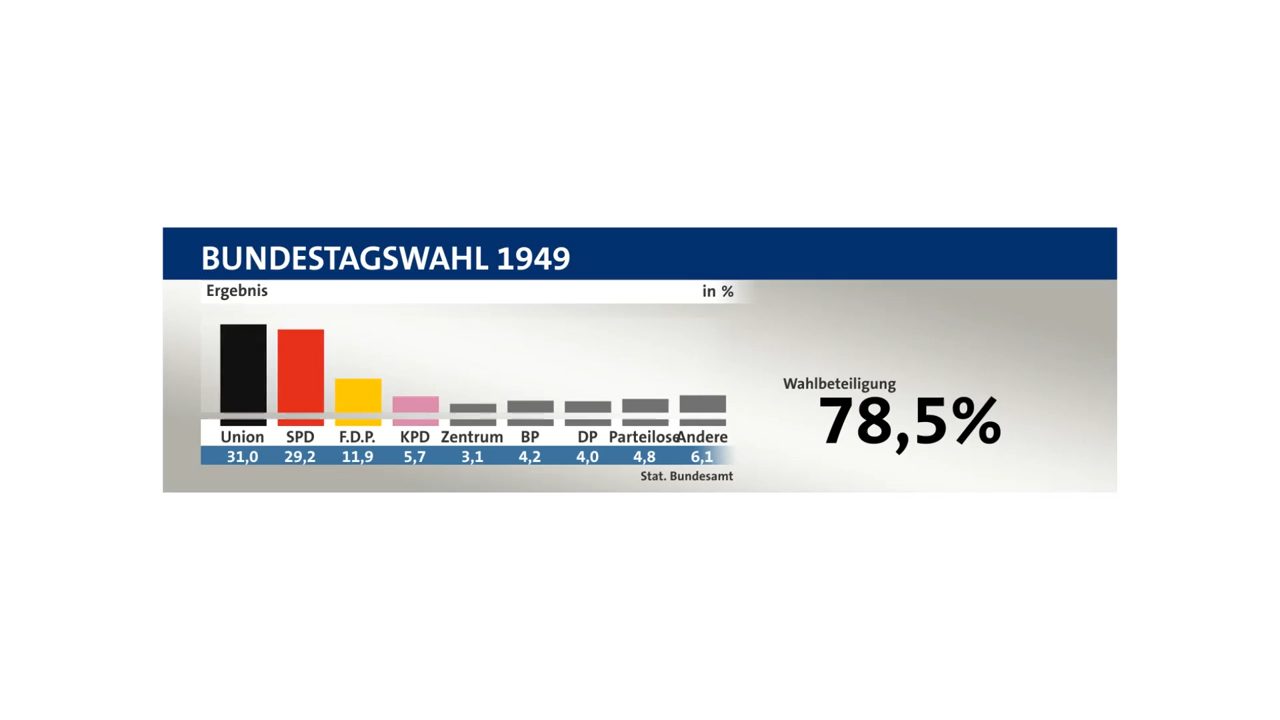 BUNDESTAGSWAHL 1949
Ergebnis in %
Union SPD F.D.P. KPD Zentrum BP DP Parteilose Andere
31,0 29,2 11,9 5,7 3,1 4,2 4,0 4,8 6,1
Stat. Bundesamt
Wahlbeteiligung
78,5%